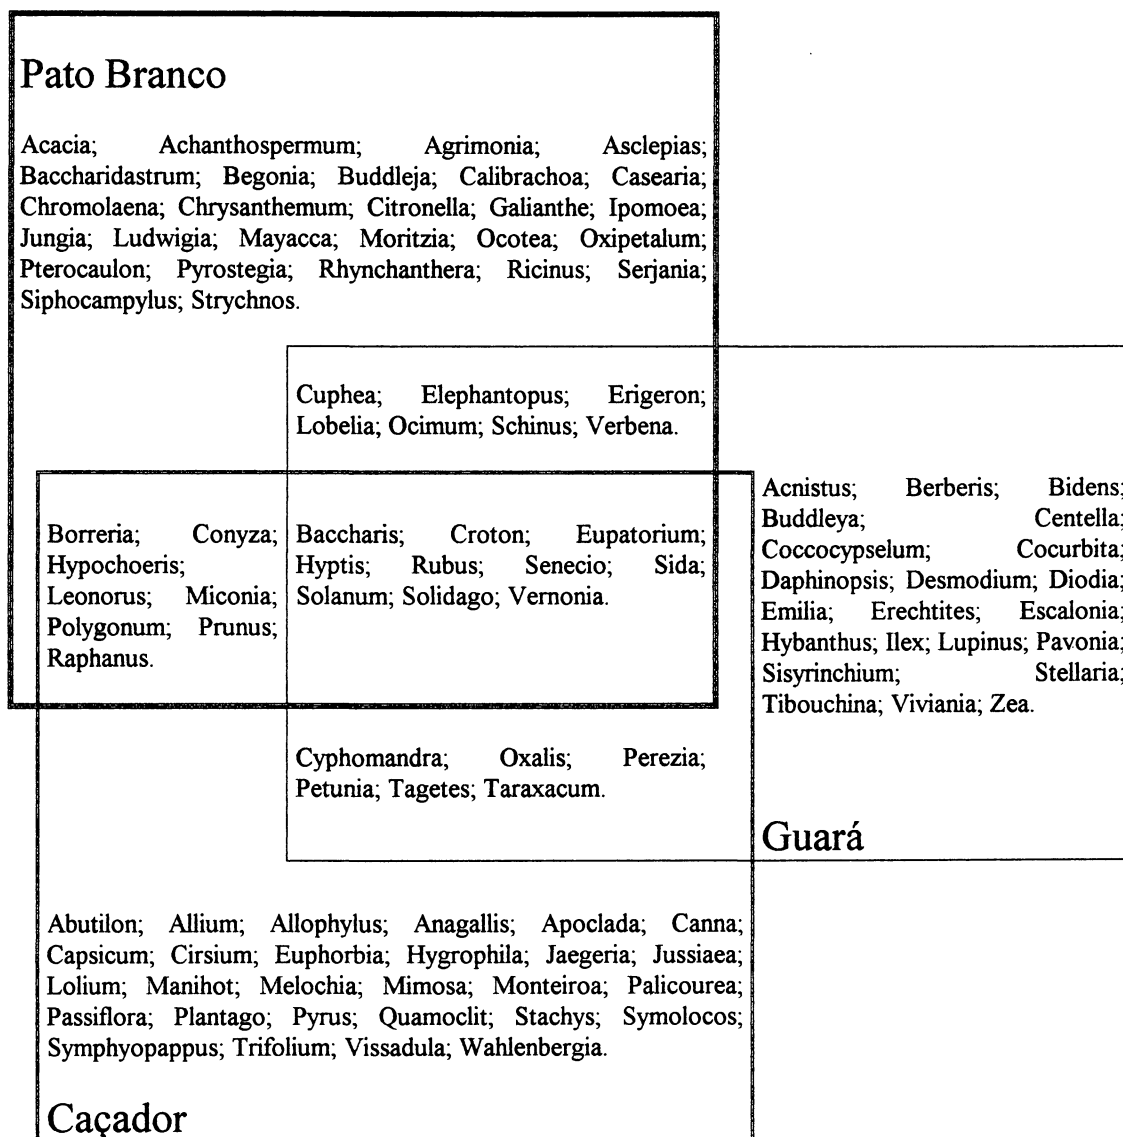 Pato Branco
Acacia; Achanthospermum; Agrimonia; Asclepias;
Baccharidastrum; Begonia; Buddleja; Calibrachoa; Casearia;
Chromolaena; Chrysanthemum; Citronella; Galianthe; Ipomoea;
Jungia; Ludwigia; Mayacca; Moritzia; Ocotea; Oxipetalum;
Pterocaulon; Pyrostegia; Rhynchanthera; Ricinus; Serjania;
Siphocampylus; Strychnos.
Cuphea; Elephantopus; Erigeron;
Lobelia; Ocimum; Schinus; Verbena.
Borreria; Conyza;
Hypochoeris;
Leonorus; Miconia;
Polygonum; Prunus;
Raphanus.
Baccharis; Croton; Eupatorium;
Hyptis; Rubus; Senecio; Sida;
Solanum; Solidago; Vernonia.
Acnistus; Berberis; Bidens;
Buddleya; Centella;
Coccocypselum; Cocurbita;
Daphinopsis; Desmodium; Diodia;
Emilia; Erechtites; Escalonia;
Hybanthus; Ilex; Lupinus; Pavonia;
Sisyrinchium; Stellaria;
Tibouchina; Viviania; Zea.
Cyphomandra; Oxalis; Perezia;
Petunia; Tagetes; Taraxacum.
Guará
Abutilon; Allium; Allophylus; Anagallis; Apoclada; Canna;
Capsicum; Cirsium; Euphorbia; Hygrophila; Jaegeria; Jussiaea;
Lolium; Manihot; Melochia; Mimosa; Monteiroa; Palicourea;
Passiflora; Plantago; Pyrus; Quamoclit; Stachys; Symolocos;
Symphyopappus; Trifolium; Vissadula; Wahlenbergia.
Caçador